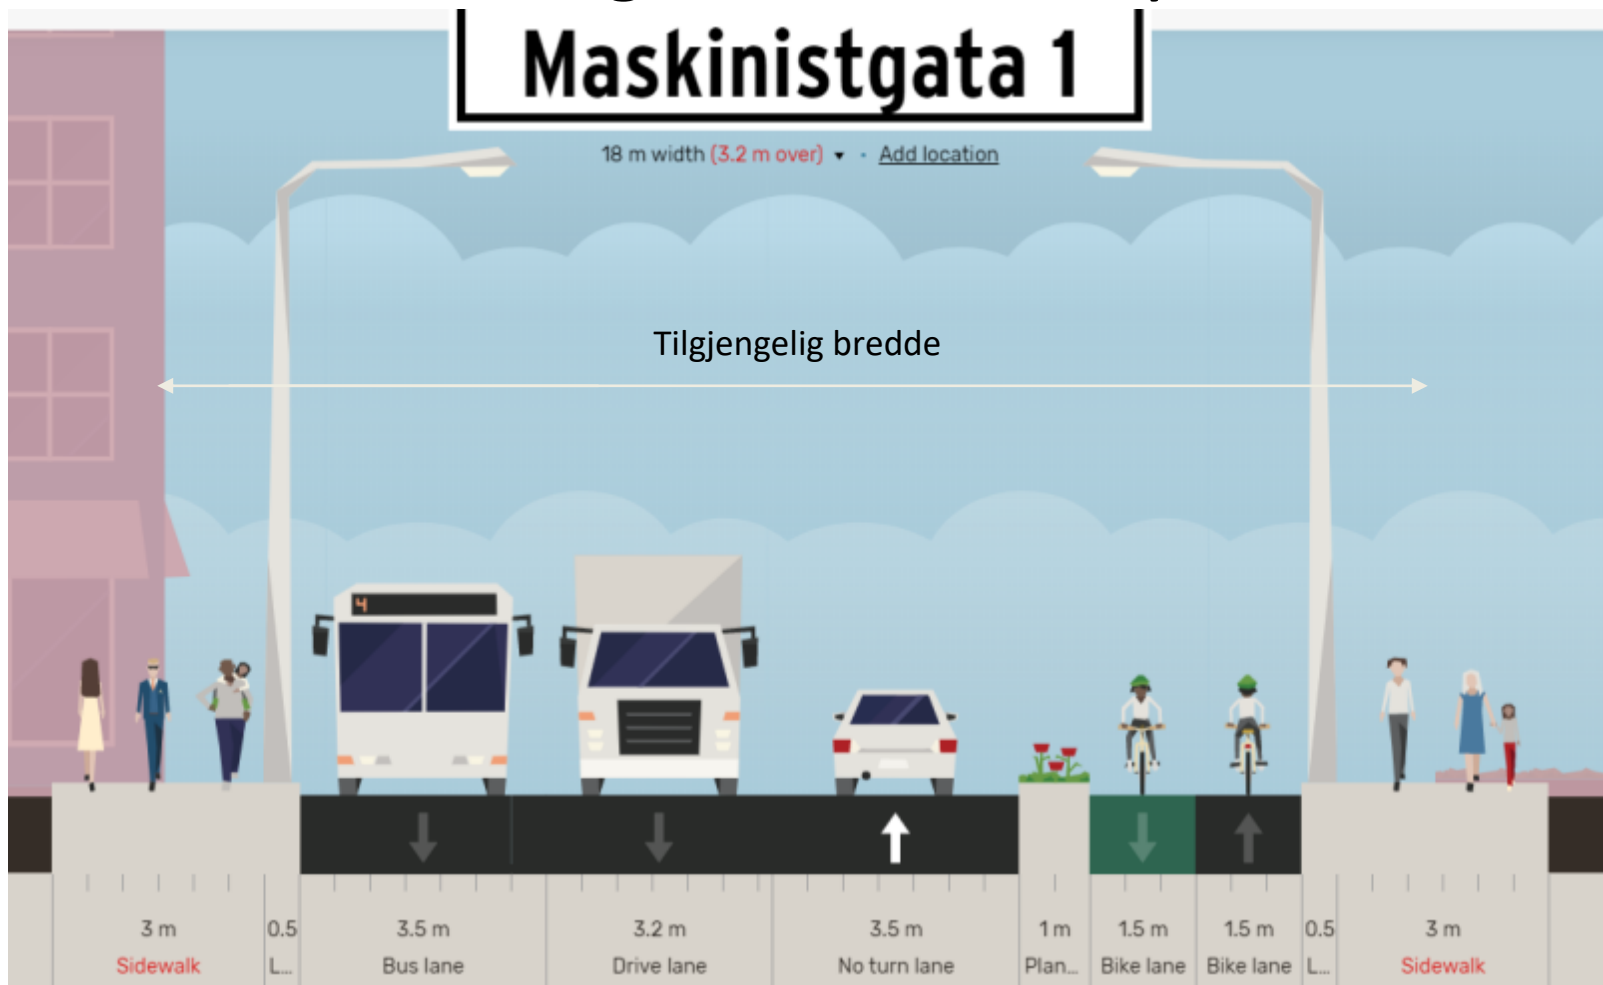 Maskinistgata 1
18 m width (3.2 m over) ▾ · Add location
Tilgjengelig bredde
4
3 m 0.5 3.5 m 3.2 m 3.5 m 1 m 1.5 m 1.5 m 0.5 3 m
Sidewalk L... Bus lane Drive lane No turn lane Plan... Bike lane Bike lane L... Sidewalk